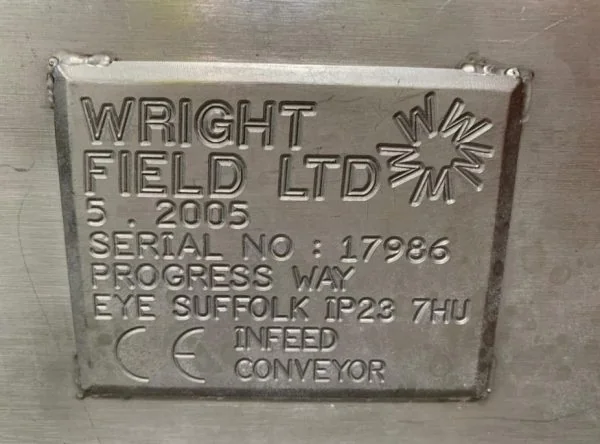 WRIGHT
FIELD LTD
5 . 2005
SERIAL NO : 17986
PROGRESS WAY
EYE SUFFOLK IP23 7HU
CE INFEED
CONVEYOR